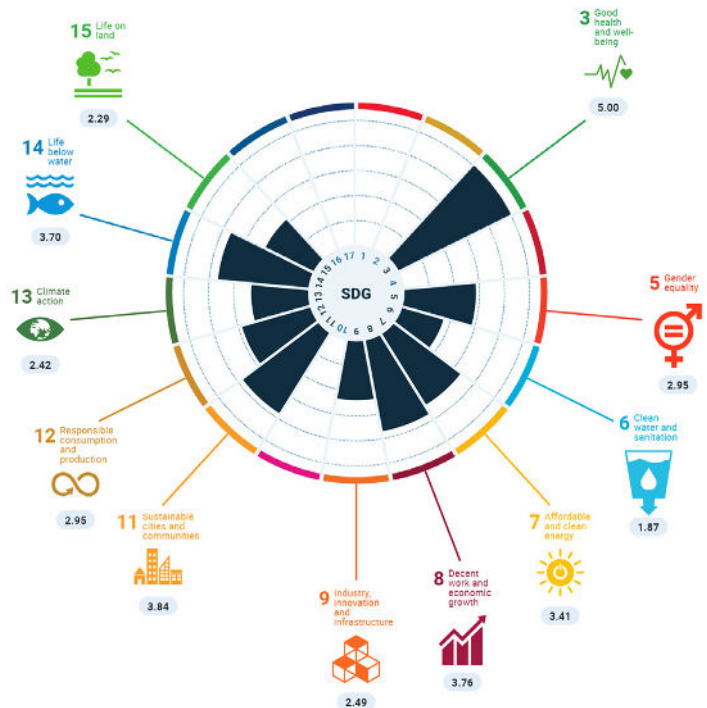 15 Life on
land
2.29
3 Good
health
and well-
being
5.00
14 Life
below
water
3.70
13 Climate
action
2.42
5 Gender
equality
2.95
12 Responsible
consumption
and
production
2.95
6 Clean
water and
sanitation
1.87
11 Sustainable
cities and
communities
3.84
7 Affordable
and clean
energy
3.41
9 Industry,
innovation
and
infrastructure
2.49
8 Decent
work and
economic
growth
3.76
SDG
1
2
3
4
5
6
7
8
9
10
11
12
13
14
15
16
17